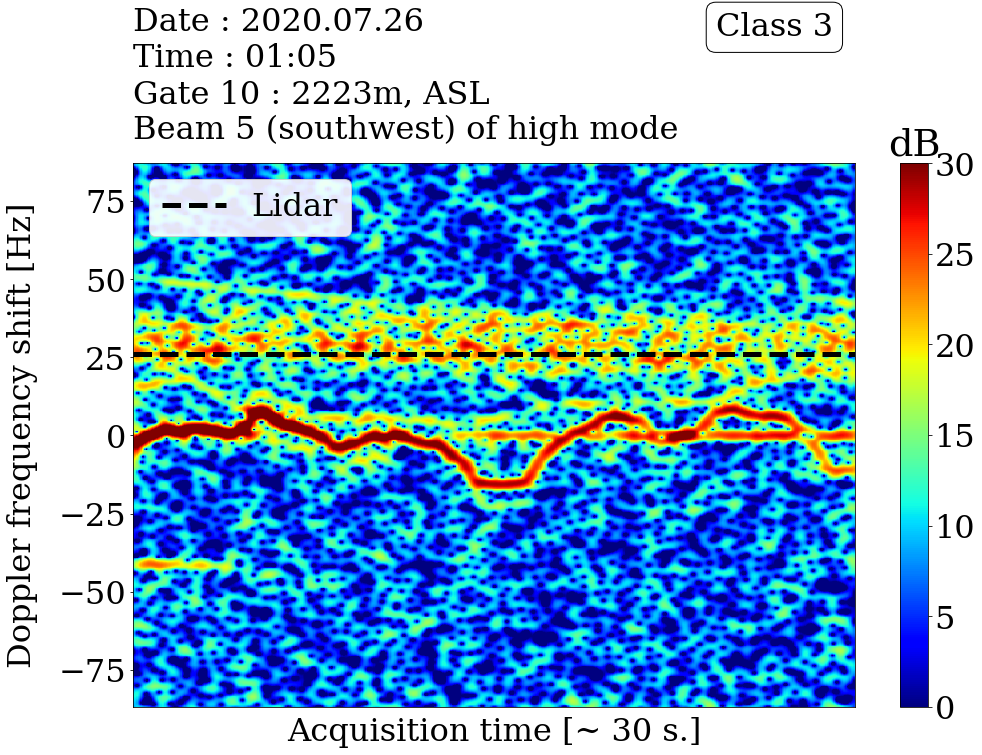 Date : 2020.07.26
Time : 01:05
Gate 10 : 2223m, ASL
Beam 5 (southwest) of high mode
Class 3
dB
Lidar
Doppler frequency shift [Hz]
75
50
25
0
−25
−50
−75
30
25
20
15
10
5
0
Acquisition time [~ 30 s.]